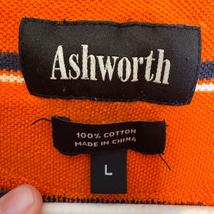 Ashworth
100% COTTON
MADE IN CHINA
L